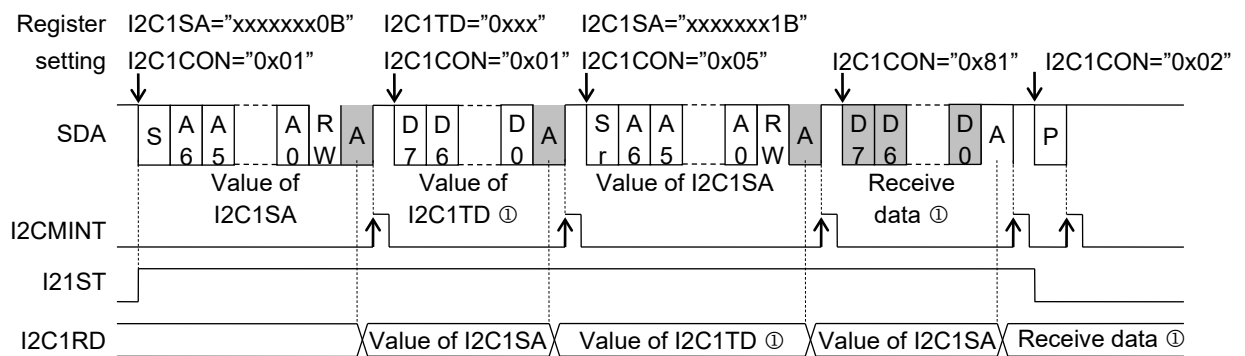 Register I2C1SA=”xxxxxxx0B” I2C1TD=”0xxx” I2C1SA=”xxxxxxx1B”
setting I2C1CON=”0x01” I2C1CON=”0x01” I2C1CON=”0x05” I2C1CON=”0x81” I2C1CON=”0x02”
SDA S A6 A5 A0 RW A D7 D6 D0 A Sr A6 A5 A0 RW A D7 D6 D0 A P
Value of Value of Value of I2C1SA Receive
I2C1SA I2C1TD ① data ①
I2CMINT
I21ST
I2C1RD Value of I2C1SA Value of I2C1TD ① Value of I2C1SA Receive data ①